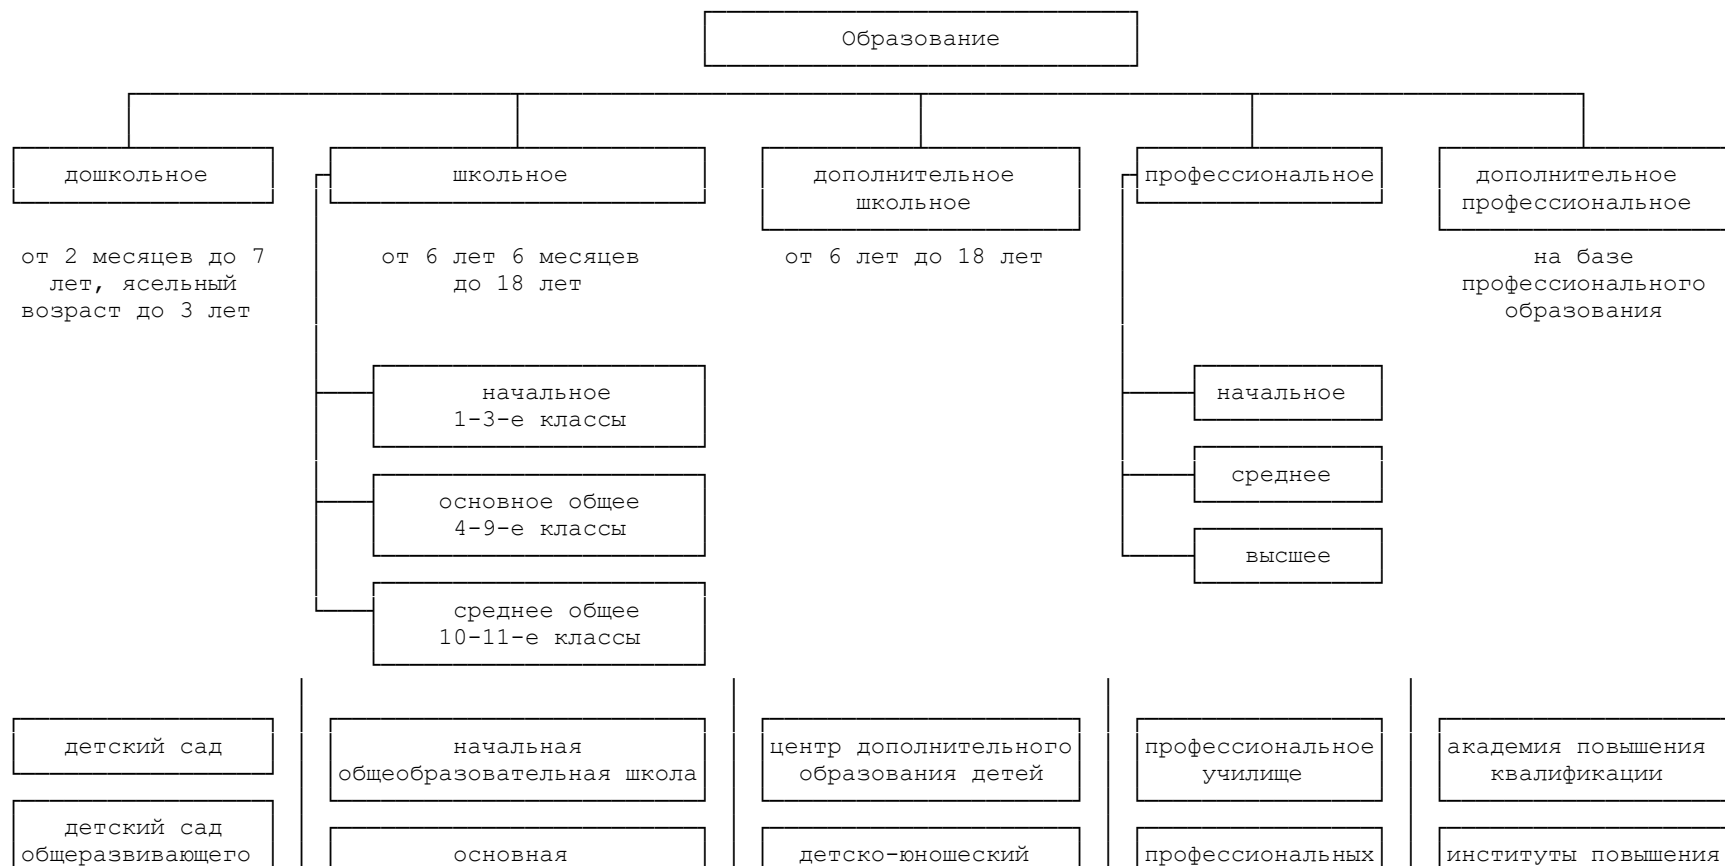 Образование
дошкольное
школьное
дополнительное
школьное
профессиональное
дополнительное
профессиональное
от 2 месяцев до 7
лет, ясельный
возраст до 3 лет
от 6 лет 6 месяцев
до 18 лет
от 6 лет до 18 лет
на базе
профессионального
образования
начальное
1-3-е классы
основное общее
4-9-е классы
среднее общее
10-11-е классы
начальное
среднее
высшее
детский сад
начальная
общеобразовательная школа
центр дополнительного
образования детей
профессиональное
училище
академия повышения
квалификации
детский сад
общеразвивающего
основная
детско-юношеский
профессиональных
институты повышения